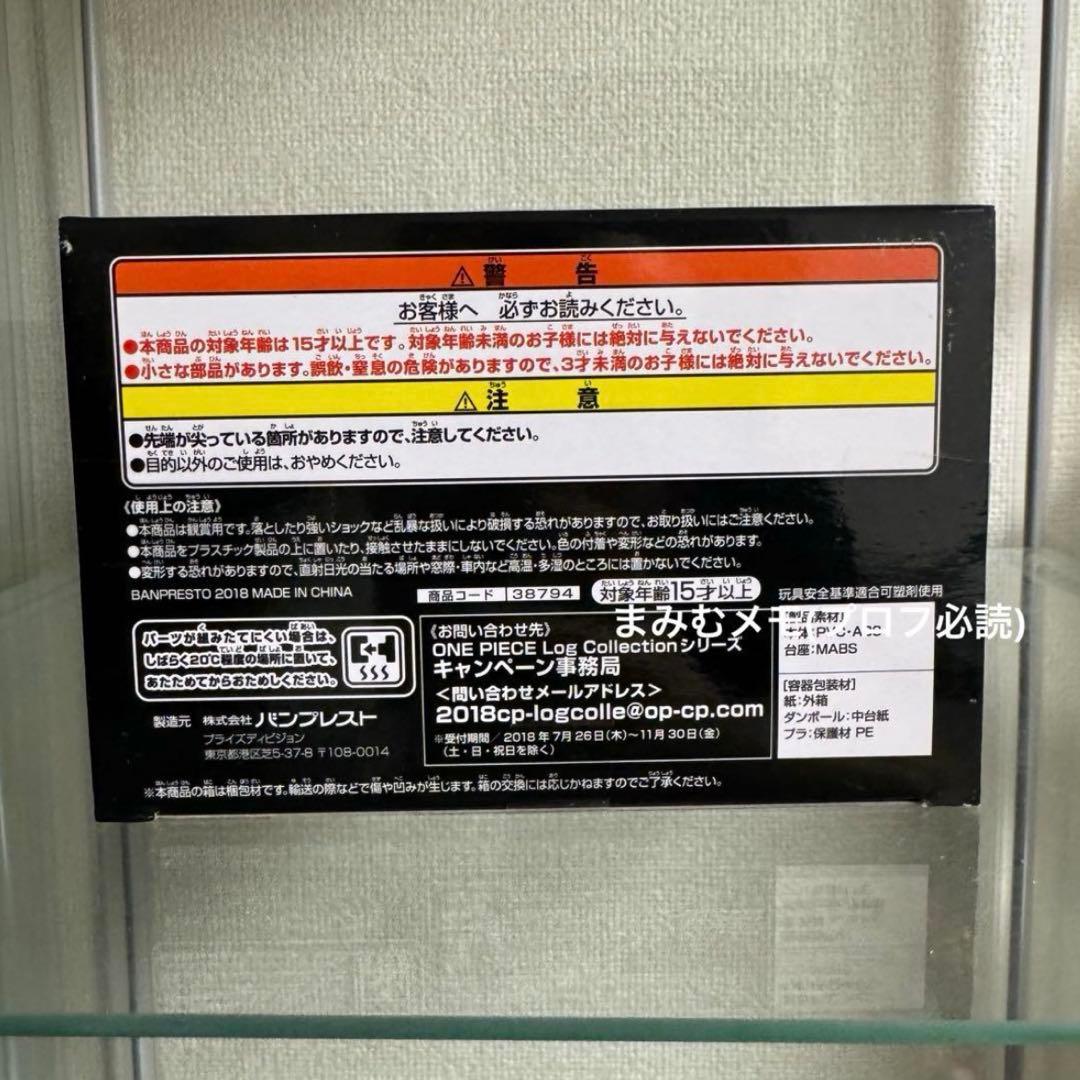 ⚠警告
お客様へ 必ずお読みください。
●本商品の対象年齢は15才以上です。対象年齢未満のお子様には絶対に与えないでください。
●小さな部品があります。誤飲・窒息の危険がありますので、3才未満のお子様には絶対に与えないでください。
⚠注意
●先端が尖っている箇所がありますので、注意してください。
●目的以外のご使用は、おやめください。
《使用上の注意》
●本商品は観賞用です。落としたり強いショックなど乱暴な扱いにより破損する恐れがありますので、お取り扱いにはご注意ください。
●本商品をプラスチック製品の上に置いたり、接触させたままにしないでください。色の付着や変形などの恐れがあります。
●変形する恐れがありますので、直射日光の当たる場所や窓際・車内など高温・多湿のところには置かないでください。
BANPRESTO 2018 MADE IN CHINA
商品コード 38794
対象年齢15才以上
玩具安全基準適合可塑剤使用
まみむメモ(プロフ必読)
パーツが組みたてにくい場合は、
しばらく20℃程度の場所に置いて、
あたためてからおためしください。
製造元 株式会社 バンプレスト
プライズディビジョン
東京都港区芝5-37-8 〒108-0014
《お問い合わせ先》
ONE PIECE Log Collectionシリーズ
キャンペーン事務局
＜問い合わせメールアドレス＞
2018cp-logcolle@op-cp.com
※受付期間／2018年7月26日(木)〜11月30日(金)
(土・日・祝日を除く)
[製品素材]
本体:PVC・ABS
台座:MABS
[容器包装材]
紙:外箱
ダンボール:中台紙
プラ:保護材 PE
※本商品の箱は梱包材です。輸送の際などで傷や凹みが生じます。箱の交換には応じかねますのでご了承ください。